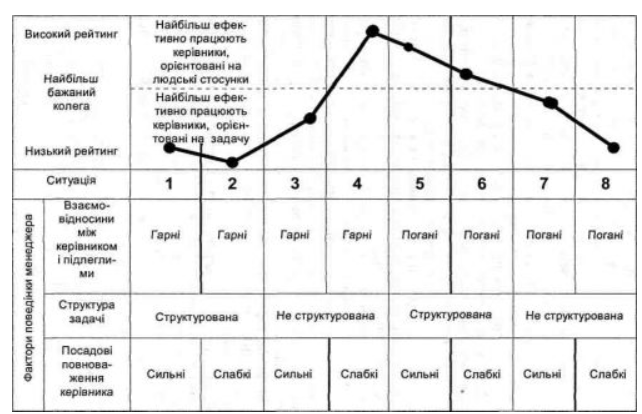 Високий рейтинг
Найбільш
бажаний
колега
Низький рейтинг
Найбільш ефек-
тивно працюють
керівники,
орієнтовані на
людські стосунки
Найбільш ефек-
тивно працюють
керівники, орієн-
товані на задачу
Ситуація 1 2 3 4 5 6 7 8
Фактори поведінки менеджера
Взаємо-
відносини
між
керівником
і підлегли-
ми
Гарні Гарні Гарні Гарні Погані Погані Погані Погані
Структура
задачі
Структурована Не структурована Структурована Не структурована
Посадові
повнова-
ження
керівника
Сильні Слабкі Сильні Слабкі Сильні Слабкі Сильні Слабкі